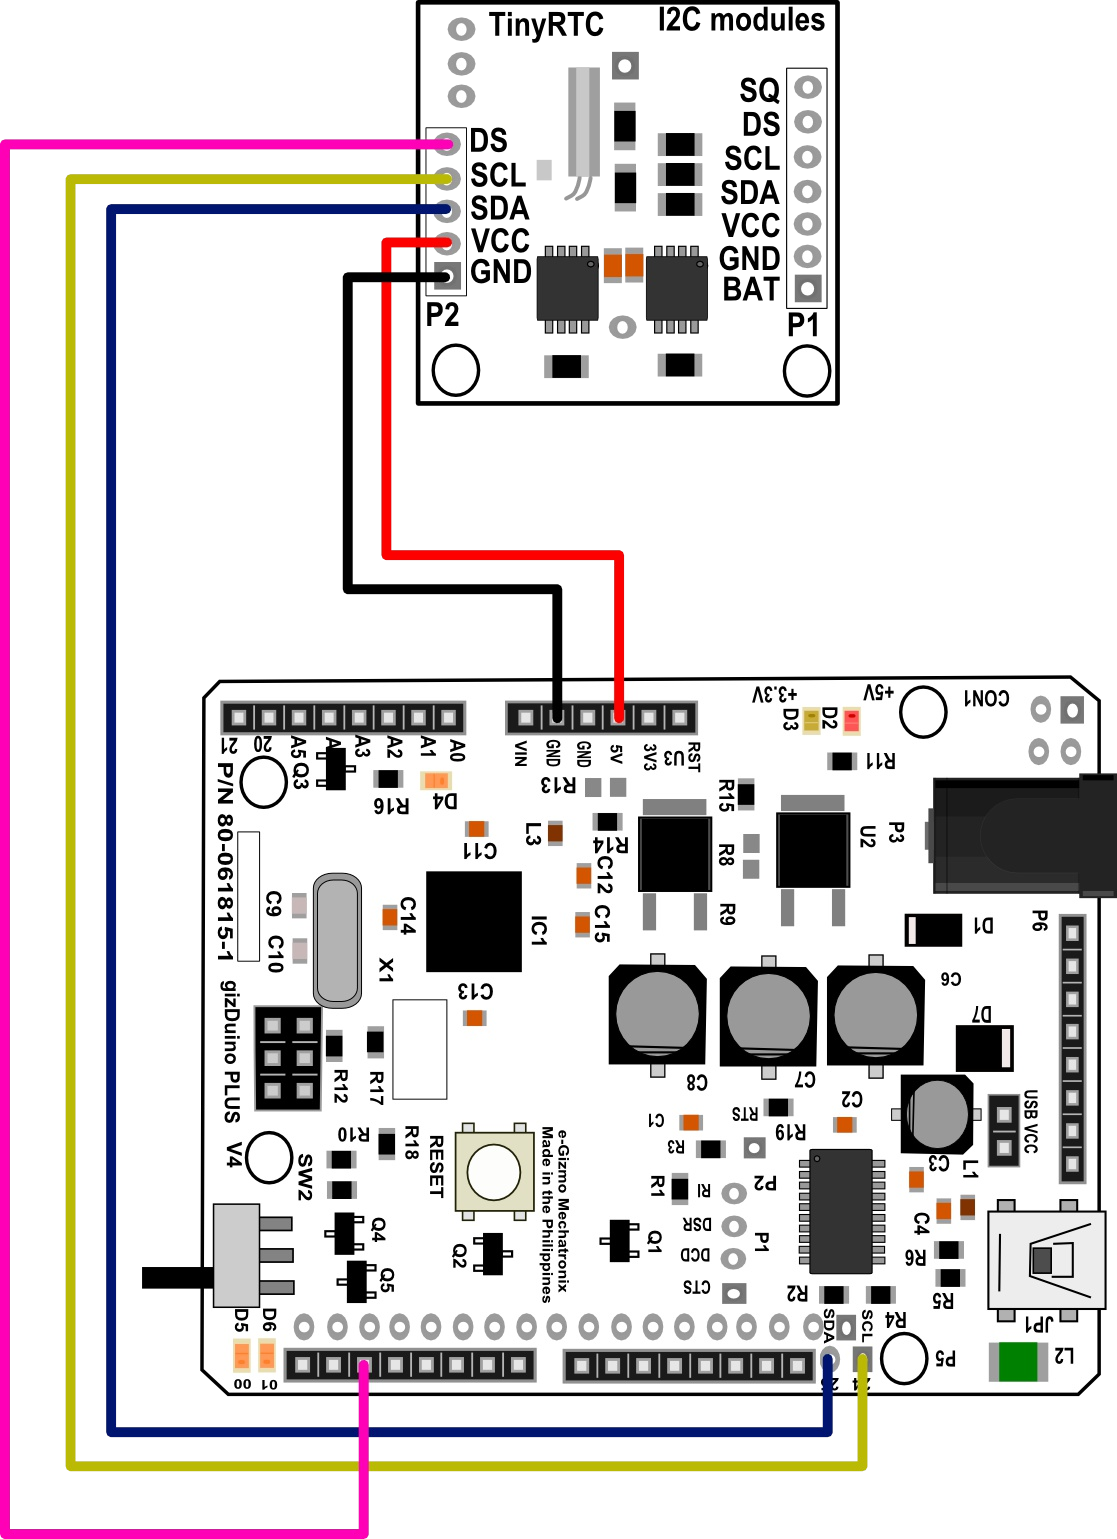 TinyRTC
I2C modules
DS
SCL
SDA
VCC
GND
P2
SQ
DS
SCL
SDA
VCC
GND
BAT
P1
21
20
A5
A
A3
A2
A1
A0
VIN
GND
GND
5V
3V3
RST
U3
+3.3V
+5V
D3
D2
CON1
R11
P/N 80-061815-1
Q3
R16
D4
R13
R14
R15
L3
C11
C12
C15
R8
R9
U2
P3
C9
C10
C14
X1
IC1
C13
D1
P6
C6
D7
gizDuino PLUS
V4
R12
R17
C8
C7
C2
C1
RTS
R19
R3
USB VCC
R10
R18
SW2
RESET
e-Gizmo Mechatronix
Made in the Philippines
R1
RI
DSR
DCD
CTS
P2
P1
C3
L1
C4
R6
R5
Q4
Q5
Q2
Q1
R2
R4
JP1
D5
D6
00
01
SDA
SCL
P5
L2